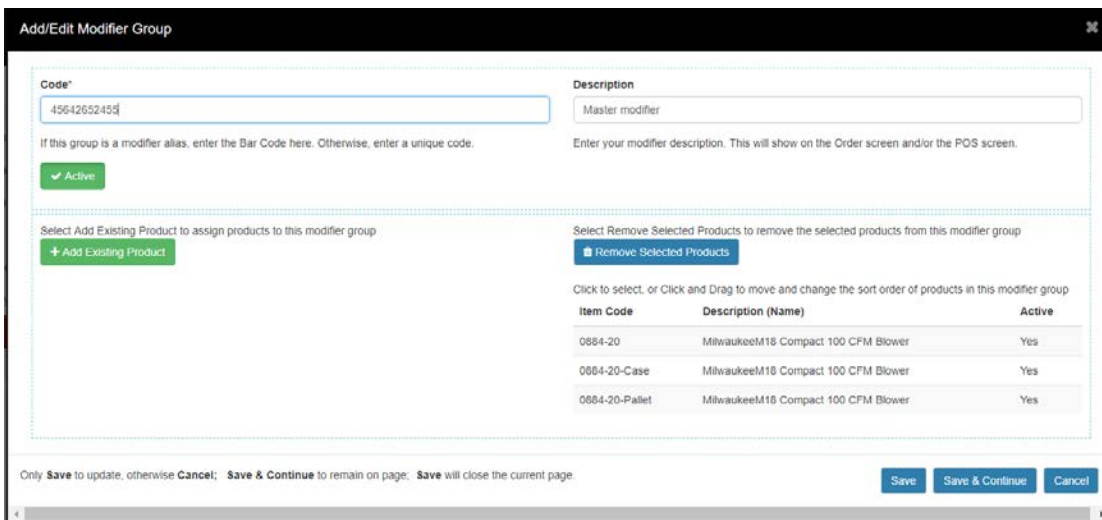 Add/Edit Modifier Group
Code*
Description
45642652455
Master modifier
If this group is a modifier alias, enter the Bar Code here. Otherwise, enter a unique code.
Enter your modifier description. This will show on the Order screen and/or the POS screen.
Active
Select Add Existing Product to assign products to this modifier group
Select Remove Selected Products to remove the selected products from this modifier group
+ Add Existing Product
Remove Selected Products
Click to select, or Click and Drag to move and change the sort order of products in this modifier group
Item Code Description (Name) Active
0884-20 MilwaukeeM18 Compact 100 CFM Blower Yes
0884-20-Case MilwaukeeM18 Compact 100 CFM Blower Yes
0884-20-Pallet MilwaukeeM18 Compact 100 CFM Blower Yes
Only Save to update, otherwise Cancel; Save & Continue to remain on page; Save will close the current page.
Save Save & Continue Cancel